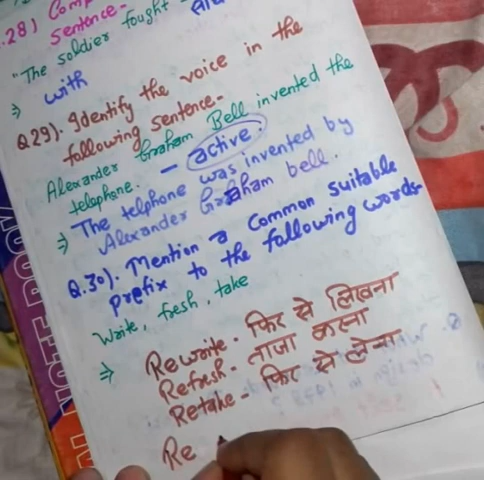 .28) Comp
Sentence-
"The soldier fought -
⇒ with
Q29). Identify the voice in the
following sentence-
Alexander Graham Bell invented the
telephone. - active.
⇒ The telphone was invented by
Alexander Graham bell.
Q.30). Mention a Common suitable
prefix to the following words-
Write, fresh, take
⇒ Rewrite - फिर से लिखना
Refresh - ताजा करना
Retake - फिर से लेना
Re